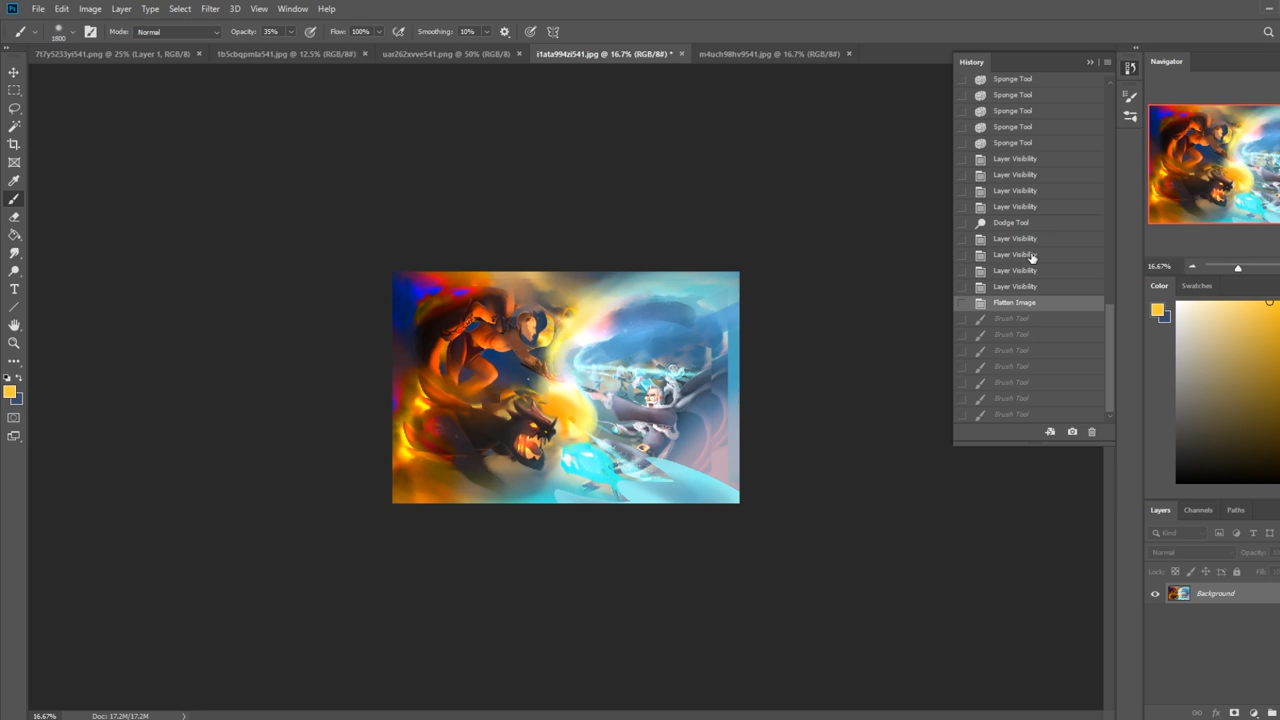 Ps File Edit Image Layer Type Select Filter 3D View Window Help
1800 Mode: Normal Opacity: 35% Flow: 100% Smoothing: 10%
7t7y5233yi541.png @ 25% (Layer 1, RGB/8) 1b5cbqpmla541.jpg @ 12.5% (RGB/8#) uar262xvve541.png @ 50% (RGB/8) i1ata994zi541.jpg @ 16.7% (RGB/8#) * m4uch98hv9541.jpg @ 16.7% (RGB/8#)
History
Navigator
Sponge Tool
Sponge Tool
Sponge Tool
Sponge Tool
Sponge Tool
Layer Visibility
Layer Visibility
Layer Visibility
Layer Visibility
Dodge Tool
Layer Visibility
Layer Visibility
Layer Visibility
Layer Visibility
Flatten Image
Brush Tool
Brush Tool
Brush Tool
Brush Tool
Brush Tool
Brush Tool
Brush Tool
16.67%
Color Swatches
Layers Channels Paths
Kind
Normal Opacity:
Lock: Fill:
Background
16.67% Doc: 17.2M/17.2M